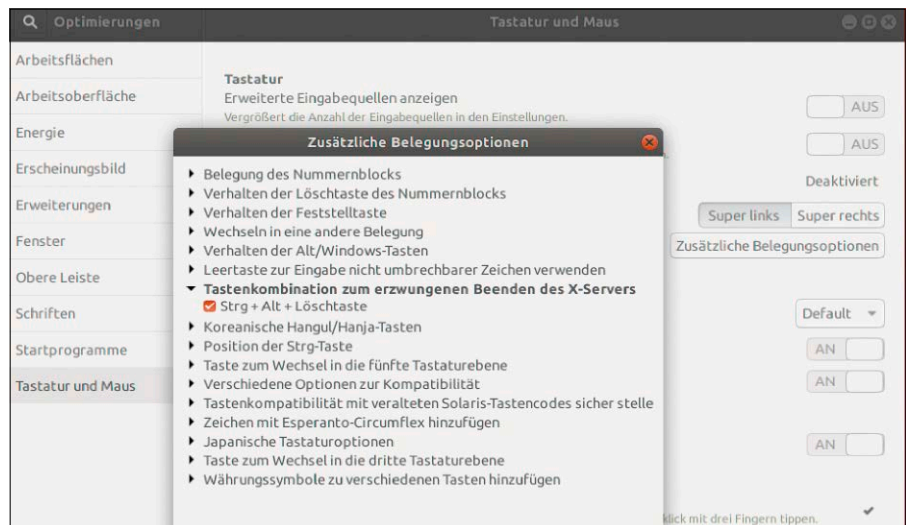 Optimierungen
Tastatur und Maus
Arbeitsflächen
Arbeitsoberfläche
Energie
Erscheinungsbild
Erweiterungen
Fenster
Obere Leiste
Schriften
Startprogramme
Tastatur und Maus
Tastatur
Erweiterte Eingabequellen anzeigen
Vergrößert die Anzahl der Eingabequellen in den Einstellungen.
AUS
AUS
Deaktiviert
Super links Super rechts
Zusätzliche Belegungsoptionen
Default
AN
AN
AN
klick mit drei Fingern tippen.
Zusätzliche Belegungsoptionen
Belegung des Nummernblocks
Verhalten der Löschtaste des Nummernblocks
Verhalten der Feststelltaste
Wechseln in eine andere Belegung
Verhalten der Alt/Windows-Tasten
Leertaste zur Eingabe nicht umbrechbarer Zeichen verwenden
Tastenkombination zum erzwungenen Beenden des X-Servers
Strg + Alt + Löschtaste
Koreanische Hangul/Hanja-Tasten
Position der Strg-Taste
Taste zum Wechsel in die fünfte Tastaturebene
Verschiedene Optionen zur Kompatibilität
Tastenkompatibilität mit veralteten Solaris-Tastencodes sicher stelle
Zeichen mit Esperanto-Circumflex hinzufügen
Japanische Tastaturoptionen
Taste zum Wechsel in die dritte Tastaturebene
Währungssymbole zu verschiedenen Tasten hinzufügen